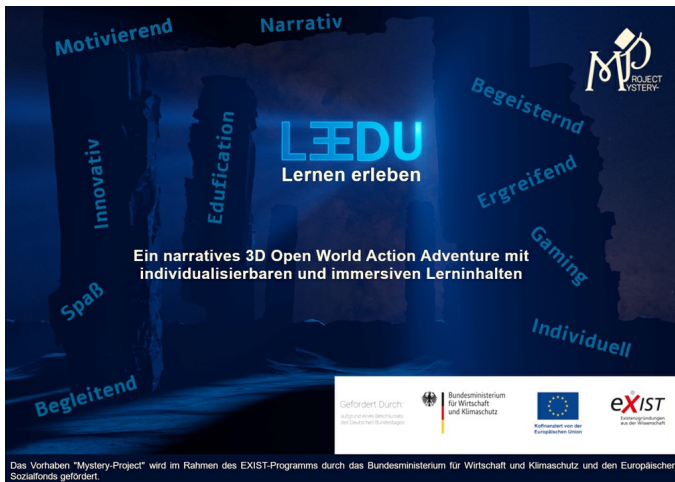 Motivierend
Narrativ
MP
PROJECT
MYSTERY-
Begeisternd
Innovativ
Edufication
LEEDU
Lernen erleben
Ergreifend
Ein narratives 3D Open World Action Adventure mit
individualisierbaren und immersiven Lerninhalten
Gaming
Spaß
Individuell
Begleitend
Gefördert Durch:
aufgrund eines Beschlusses
des Deutschen Bundestages
Bundesministerium
für Wirtschaft
und Klimaschutz
Kofinanziert von der
Europäischen Union
eXIST
Existenzgründungen
aus der Wissenschaft
Das Vorhaben "Mystery-Project" wird im Rahmen des EXIST-Programms durch das Bundesministerium für Wirtschaft und Klimaschutz und den Europäischer
Sozialfonds gefördert.